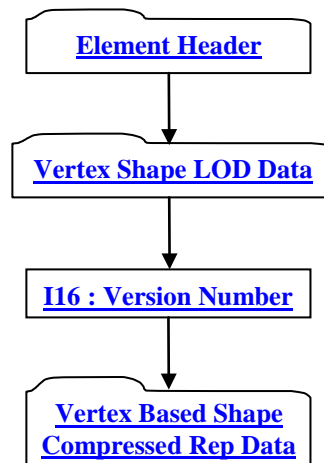 Element Header
Vertex Shape LOD Data
I16 : Version Number
Vertex Based Shape
Compressed Rep Data